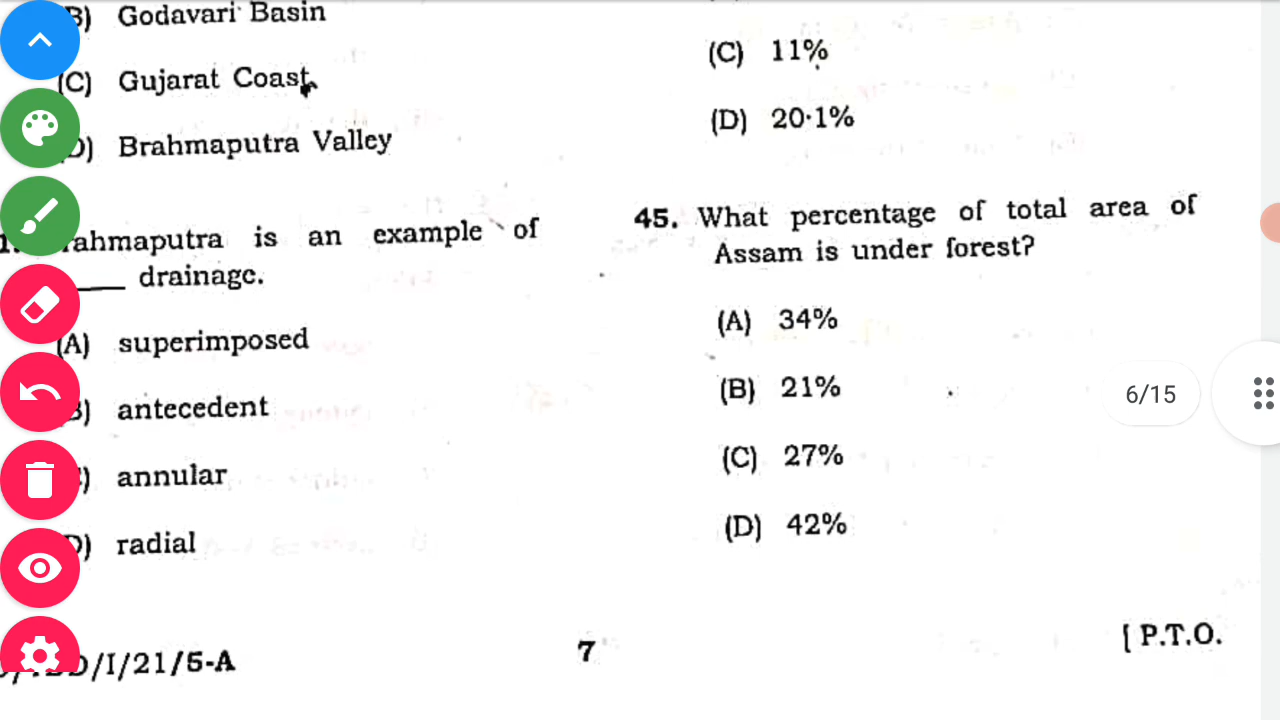 B) Godavari Basin
(C) Gujarat Coast
D) Brahmaputra Valley
rahmaputra is an example of
____ drainage.
(A) superimposed
B) antecedent
) annular
D) radial
(C) 11%
(D) 20·1%
45. What percentage of total area of
Assam is under forest?
(A) 34%
(B) 21%
(C) 27%
(D) 42%
6/15
D/I/21/5-A
7
[ P.T.O.